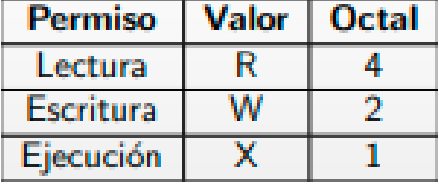 Permiso Valor Octal
Lectura R 4
Escritura W 2
Ejecución X 1